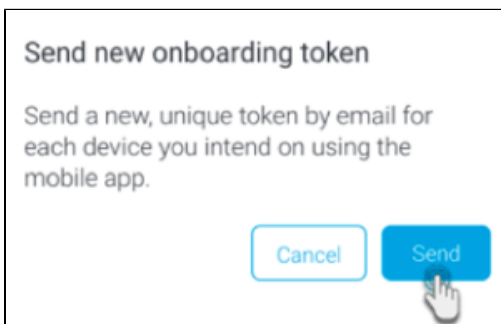 Send new onboarding token
Send a new, unique token by email for
each device you intend on using the
mobile app.
Cancel
Send